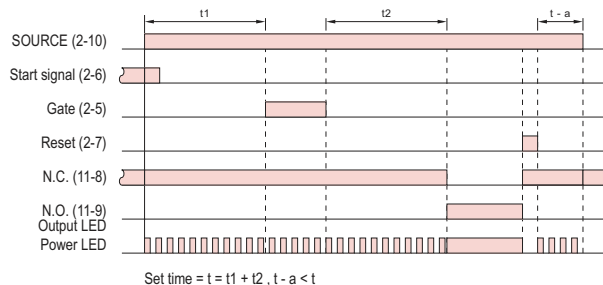 t1 t2 t - a
SOURCE (2-10)
Start signal (2-6)
Gate (2-5)
Reset (2-7)
N.C. (11-8)
N.O. (11-9)
Output LED
Power LED
Set time = t = t1 + t2 , t - a < t